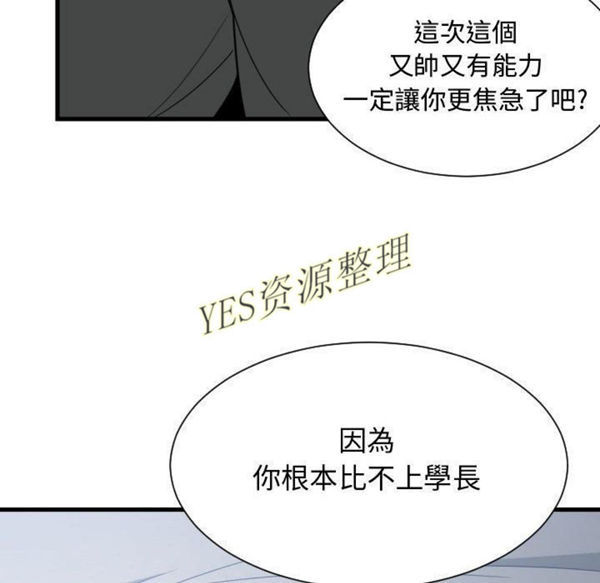 這次這個
又帥又有能力
一定讓你更焦急了吧?
YES资源整理
因為
你根本比不上學長